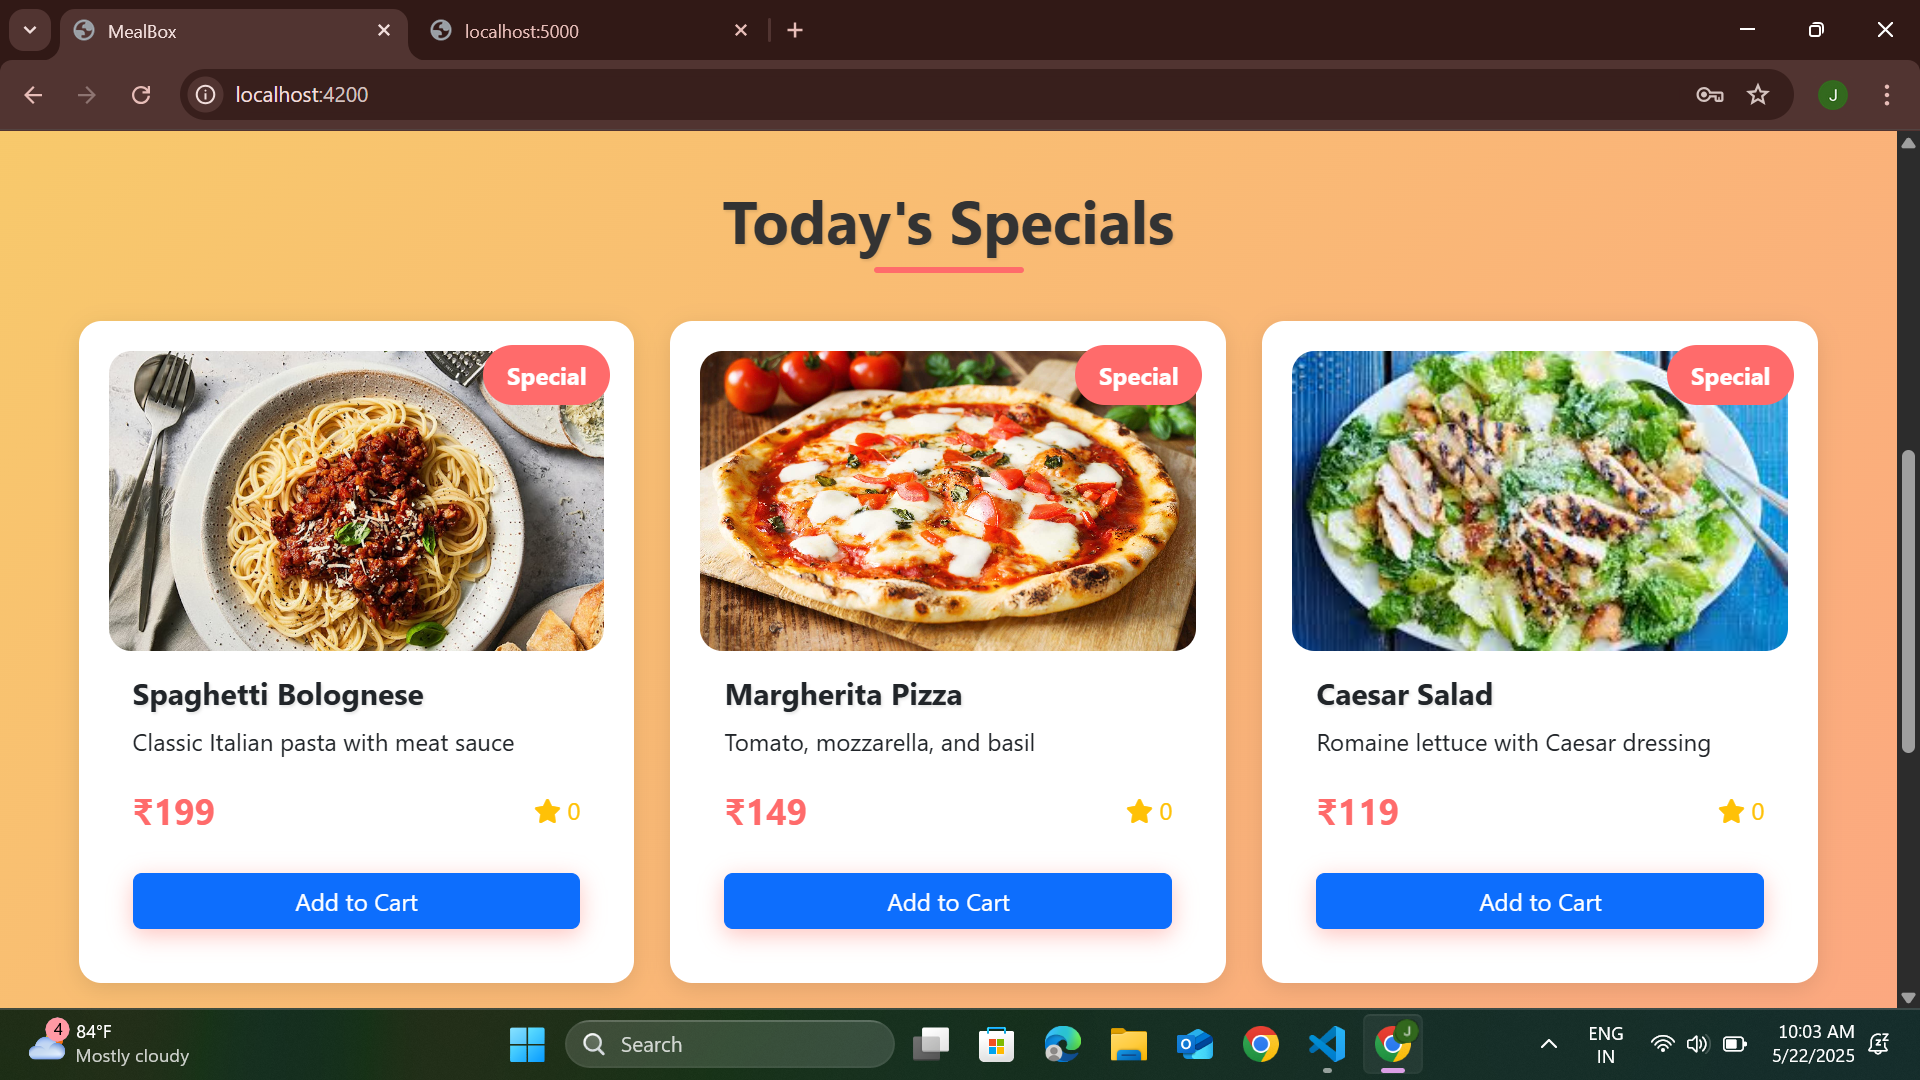 MealBox
localhost:5000
localhost:4200
J
Today's Specials
Special
Special
Special
Spaghetti Bolognese
Classic Italian pasta with meat sauce
₹199
0
Add to Cart
Margherita Pizza
Tomato, mozzarella, and basil
₹149
0
Add to Cart
Caesar Salad
Romaine lettuce with Caesar dressing
₹119
0
Add to Cart
4
84°F
Mostly cloudy
Search
J
ENG
IN
10:03 AM
5/22/2025